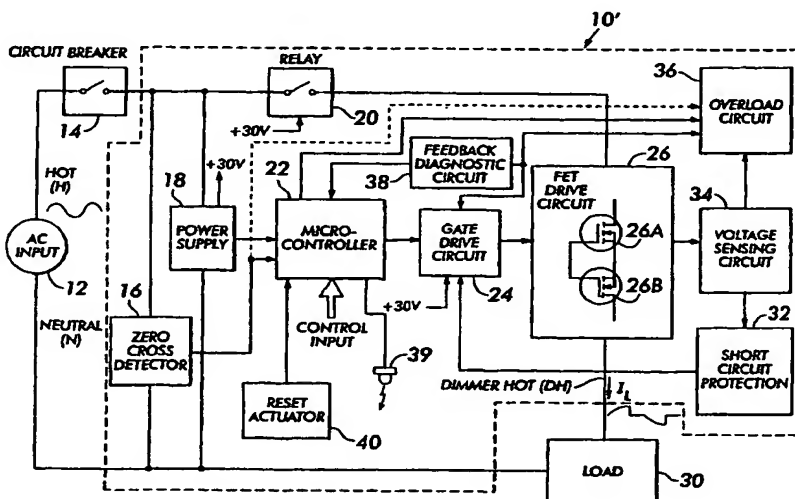 10'
CIRCUIT BREAKER
14
RELAY
20
+30V
36
OVERLOAD
CIRCUIT
+30V
HOT
(H)
18
POWER
SUPPLY
22
MICRO-
CONTROLLER
FEEDBACK
DIAGNOSTIC
CIRCUIT
38
26
FET
DRIVE
CIRCUIT
26A
26B
34
VOLTAGE
SENSING
CIRCUIT
AC
INPUT
12
GATE
DRIVE
CIRCUIT
24
+30V
NEUTRAL
(N)
16
ZERO
CROSS
DETECTOR
CONTROL
INPUT
39
32
SHORT
CIRCUIT
PROTECTION
RESET
ACTUATOR
40
DIMMER HOT (DH)
IL
LOAD
30